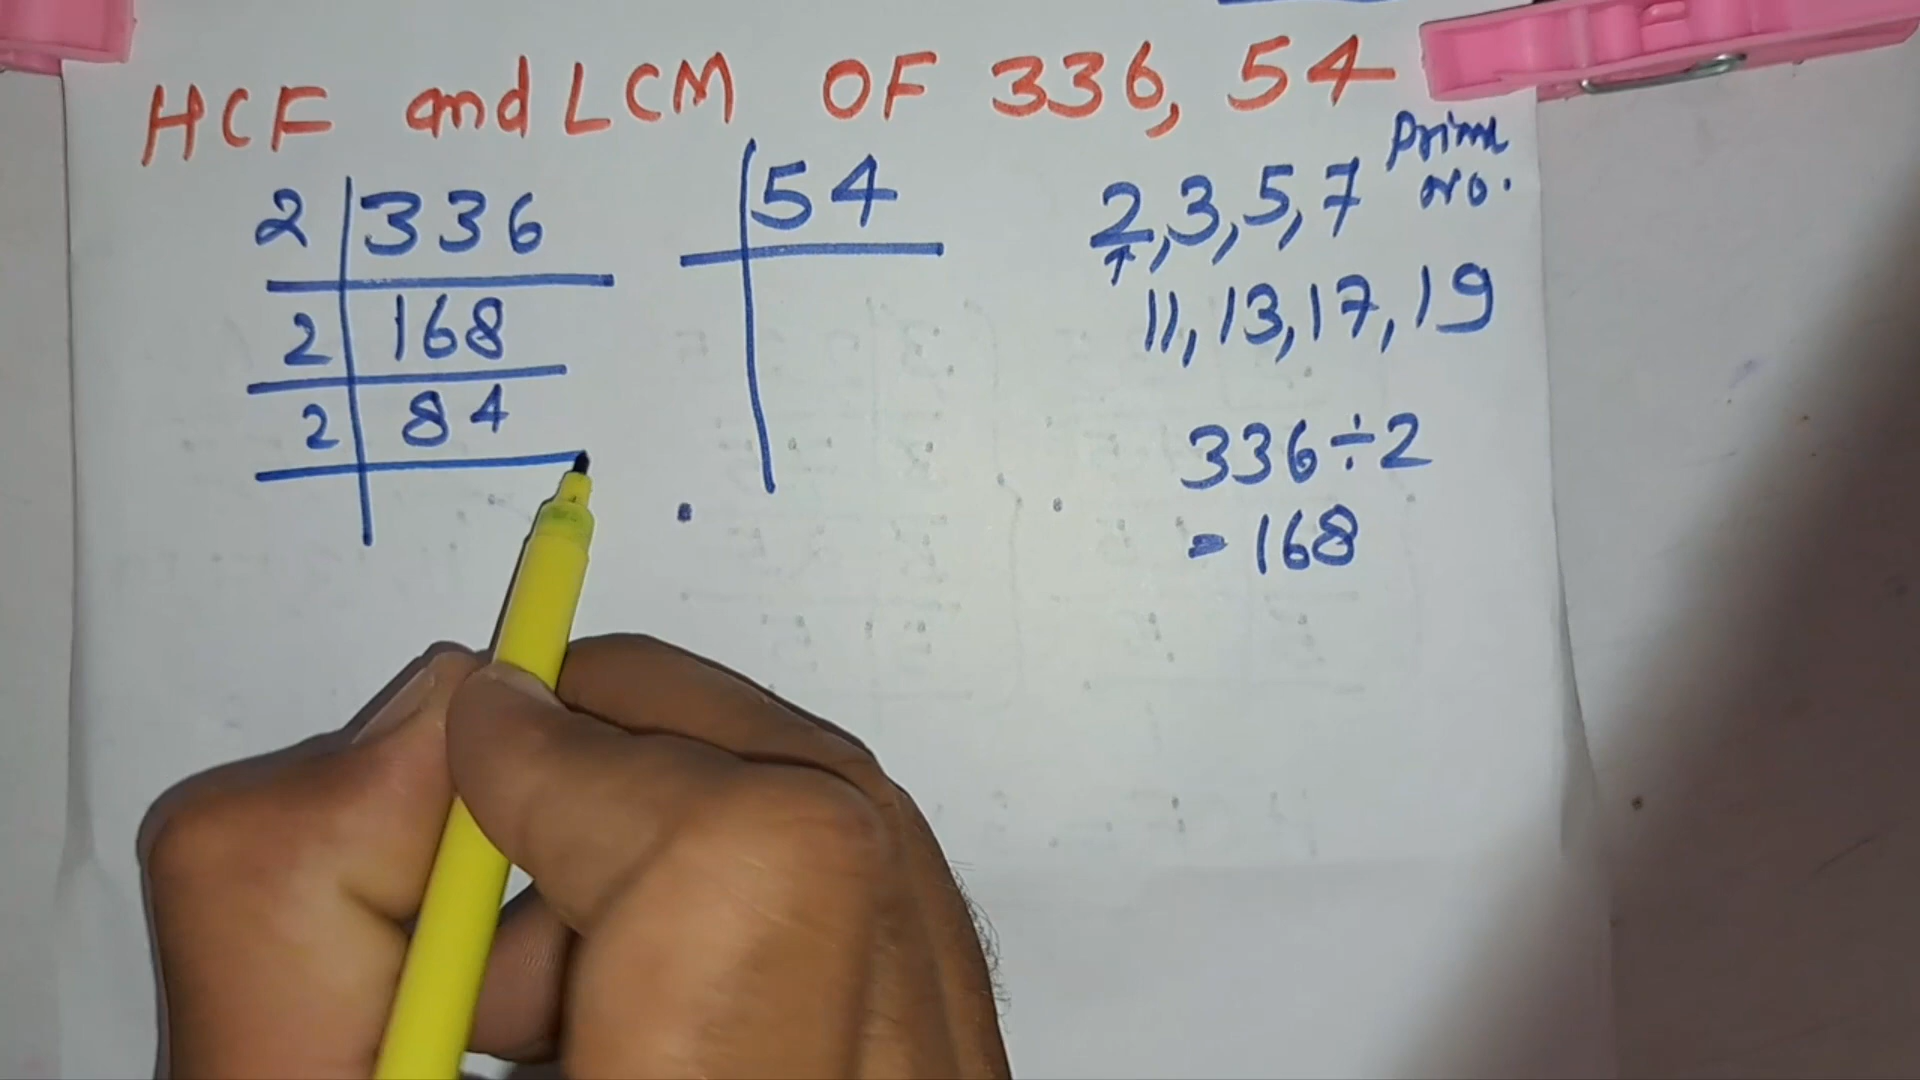 HCF and LCM OF 336, 54
2 336
2 168
2 84
54
2, 3, 5, 7 Prime No.
11, 13, 17, 19
336 ÷ 2
= 168